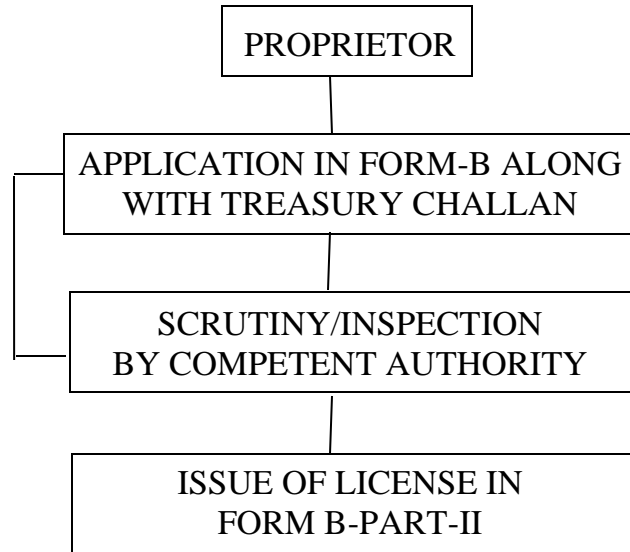 PROPRIETOR
APPLICATION IN FORM-B ALONG
WITH TREASURY CHALLAN
SCRUTINY/INSPECTION
BY COMPETENT AUTHORITY
ISSUE OF LICENSE IN
FORM B-PART-II